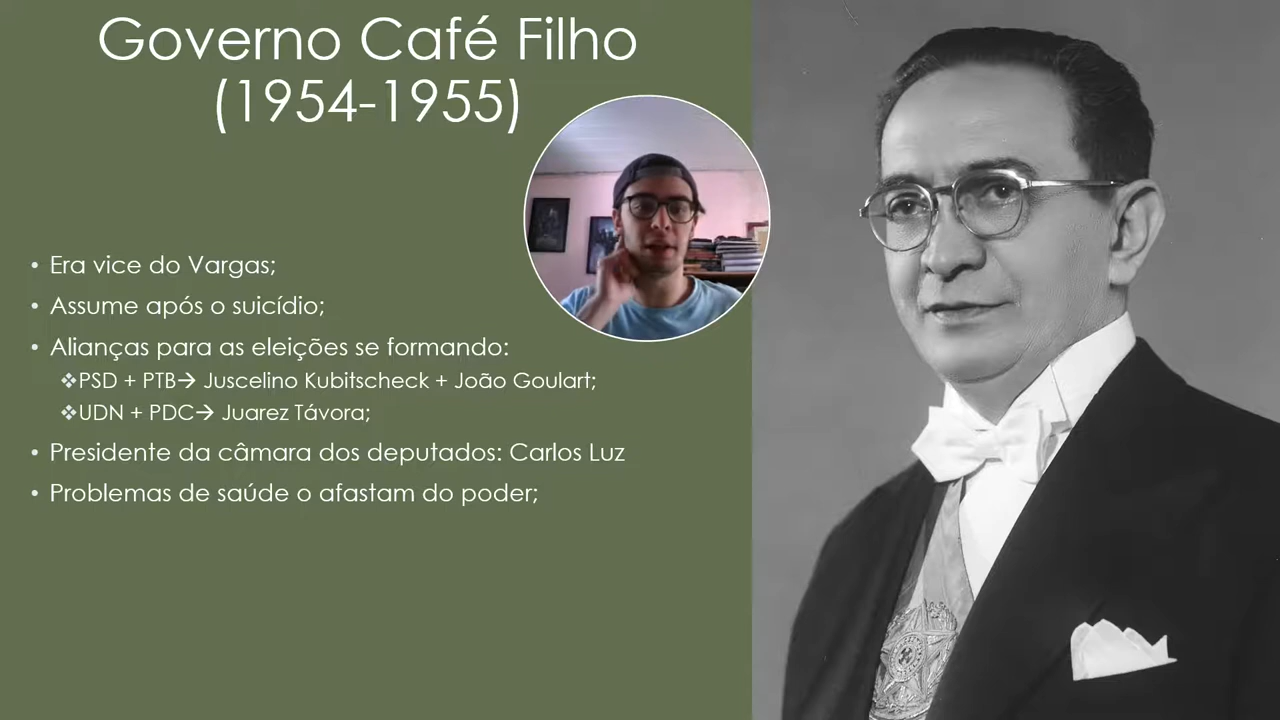 Governo Café Filho
(1954-1955)
• Era vice do Vargas;
• Assume após o suicídio;
• Alianças para as eleições se formando:
❖PSD + PTB→ Juscelino Kubitscheck + João Goulart;
❖UDN + PDC→ Juarez Távora;
• Presidente da câmara dos deputados: Carlos Luz
• Problemas de saúde o afastam do poder;